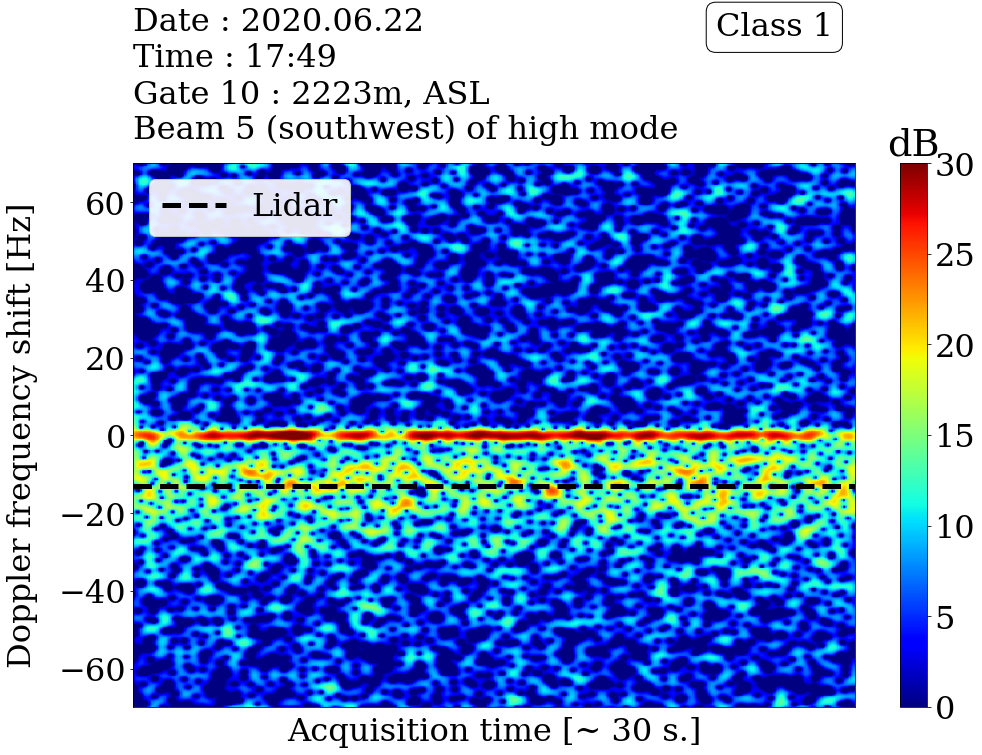 Date : 2020.06.22
Time : 17:49
Gate 10 : 2223m, ASL
Beam 5 (southwest) of high mode
Class 1
dB
Lidar
Doppler frequency shift [Hz]
60
40
20
0
−20
−40
−60
30
25
20
15
10
5
0
Acquisition time [~ 30 s.]